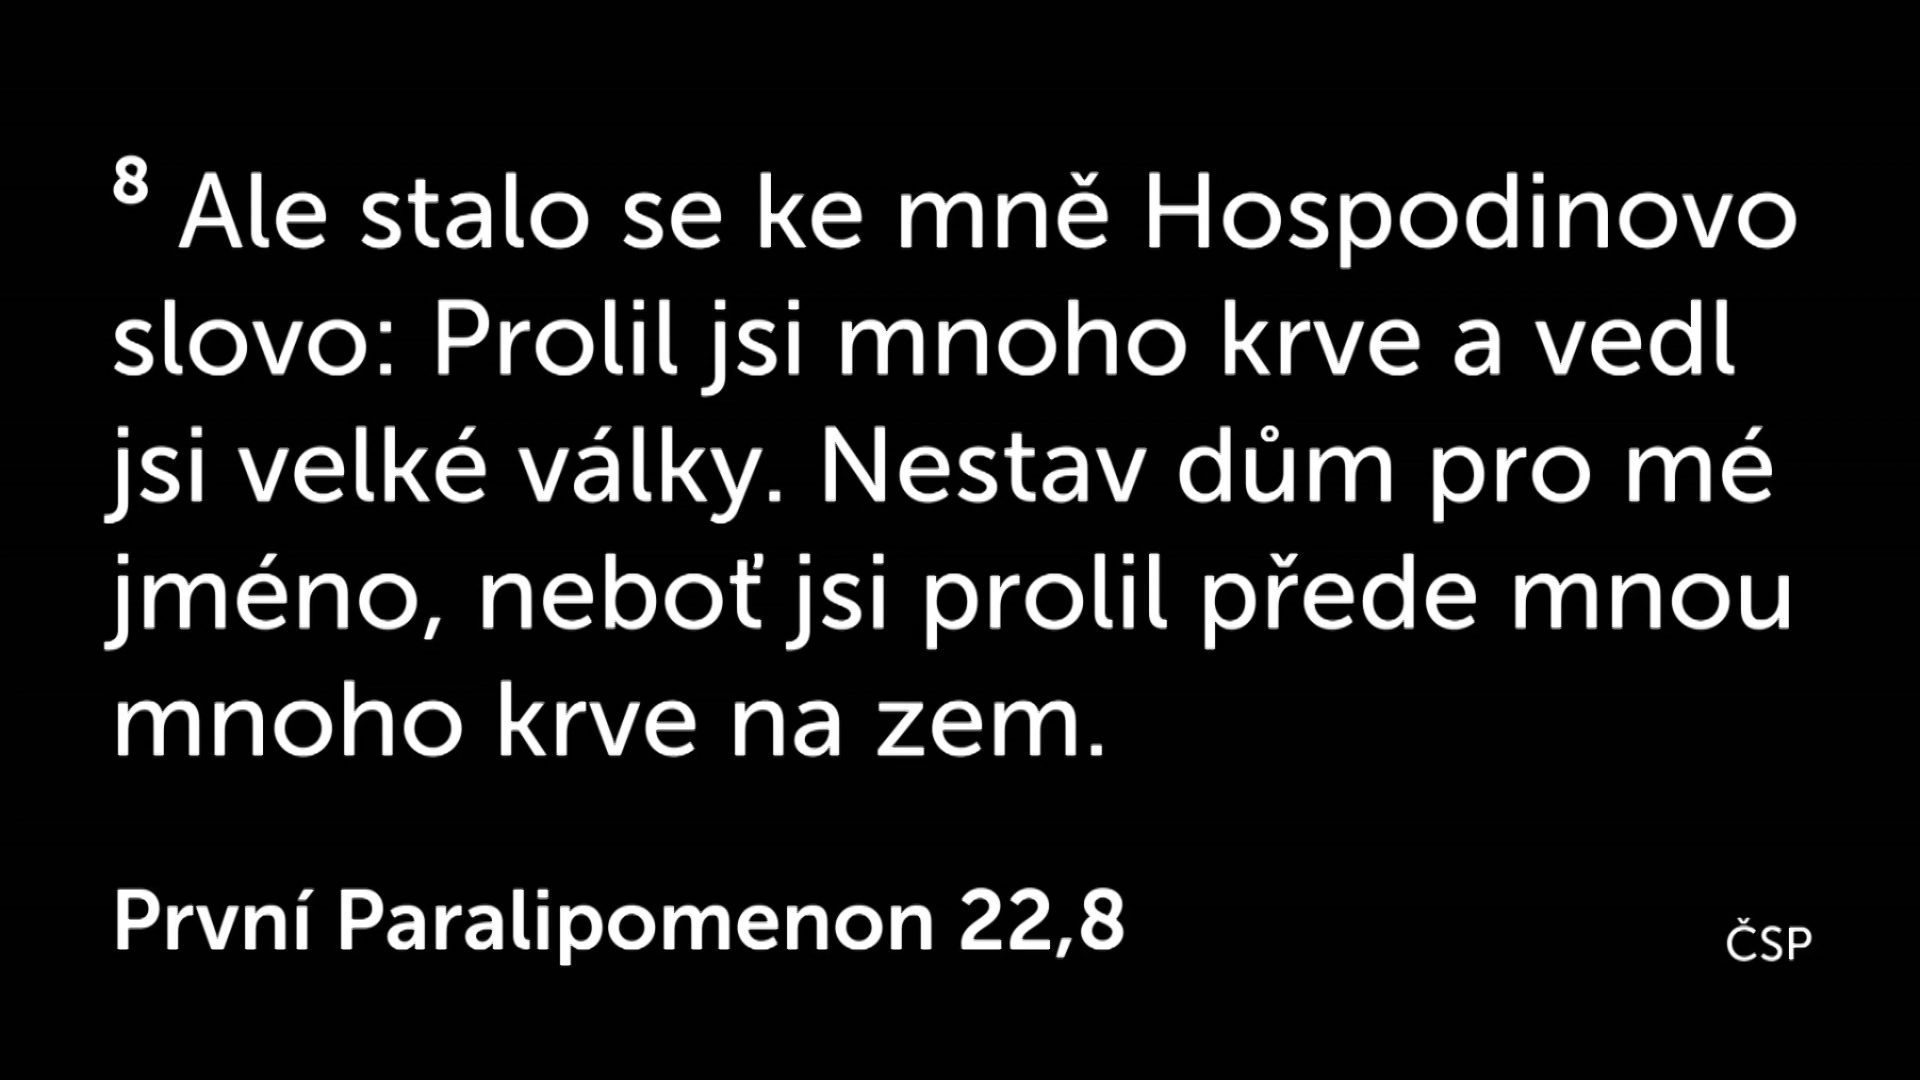 8 Ale stalo se ke mně Hospodinovo
slovo: Prolil jsi mnoho krve a vedl
jsi velké války. Nestav dům pro mé
jméno, neboť jsi prolil přede mnou
mnoho krve na zem.
První Paralipomenon 22,8
ČSP